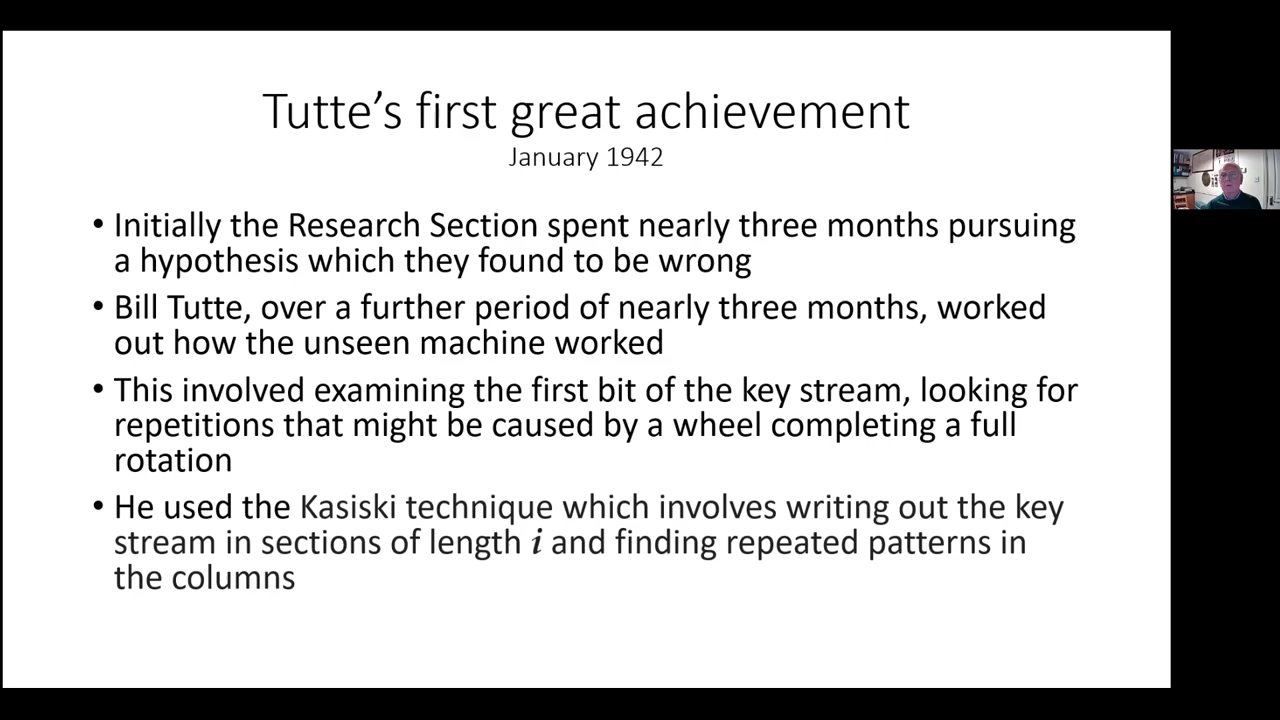 Tutte’s first great achievement
January 1942
• Initially the Research Section spent nearly three months pursuing
a hypothesis which they found to be wrong
• Bill Tutte, over a further period of nearly three months, worked
out how the unseen machine worked
• This involved examining the first bit of the key stream, looking for
repetitions that might be caused by a wheel completing a full
rotation
• He used the Kasiski technique which involves writing out the key
stream in sections of length i and finding repeated patterns in
the columns